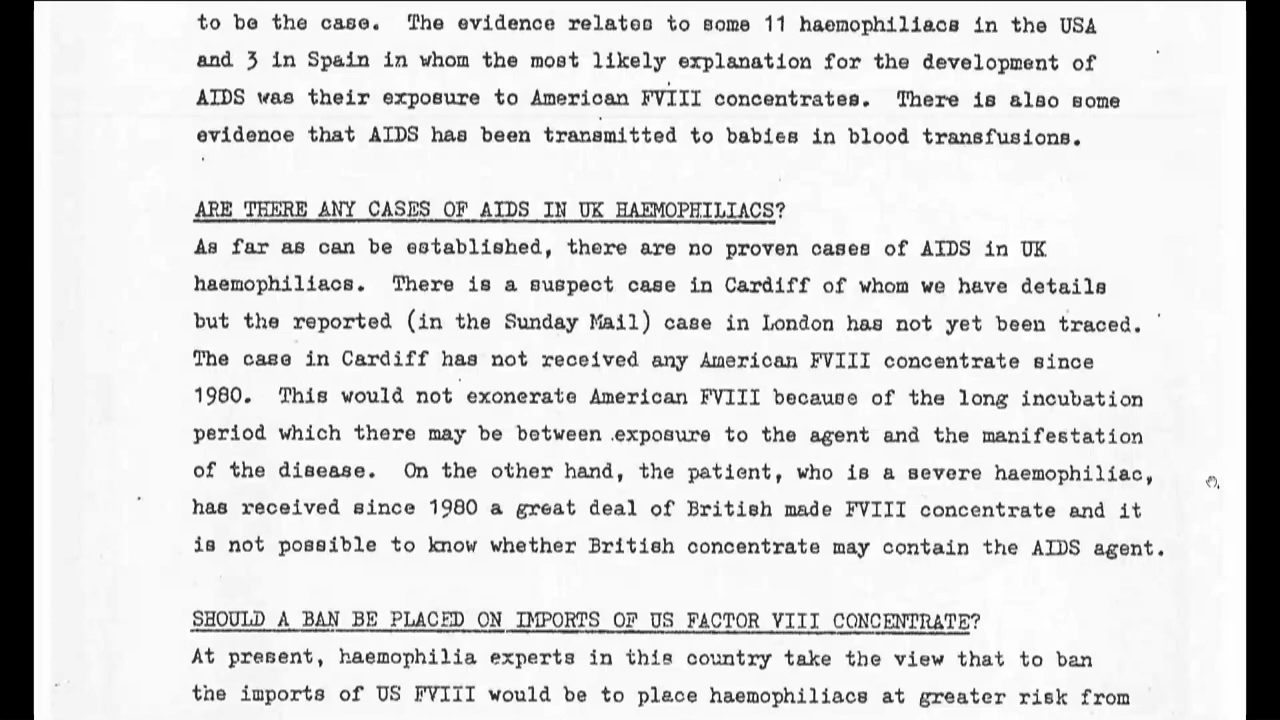 to be the case. The evidence relates to some 11 haemophiliacs in the USA
and 3 in Spain in whom the most likely explanation for the development of
AIDS was their exposure to American FVIII concentrates. There is also some
evidence that AIDS has been transmitted to babies in blood transfusions.
ARE THERE ANY CASES OF AIDS IN UK HAEMOPHILIACS?
As far as can be established, there are no proven cases of AIDS in UK
haemophiliacs. There is a suspect case in Cardiff of whom we have details
but the reported (in the Sunday Mail) case in London has not yet been traced.
The case in Cardiff has not received any American FVIII concentrate since
1980. This would not exonerate American FVIII because of the long incubation
period which there may be between exposure to the agent and the manifestation
of the disease. On the other hand, the patient, who is a severe haemophiliac,
has received since 1980 a great deal of British made FVIII concentrate and it
is not possible to know whether British concentrate may contain the AIDS agent.
SHOULD A BAN BE PLACED ON IMPORTS OF US FACTOR VIII CONCENTRATE?
At present, haemophilia experts in this country take the view that to ban
the imports of US FVIII would be to place haemophiliacs at greater risk from